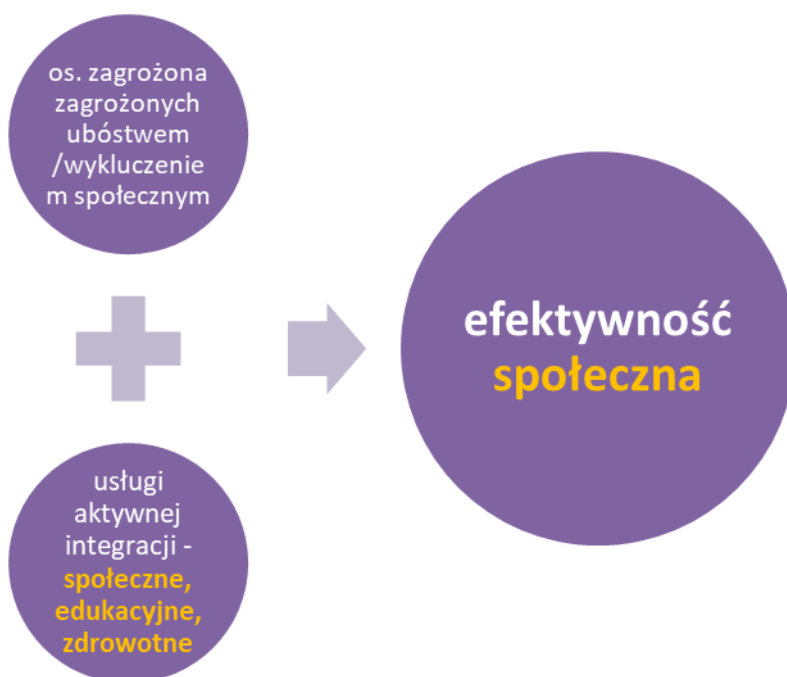 os. zagrożona
zagrożonych
ubóstwem
/wykluczenie
m społecznym
usługi
aktywnej
integracji -
społeczne,
edukacyjne,
zdrowotne
efektywność
społeczna